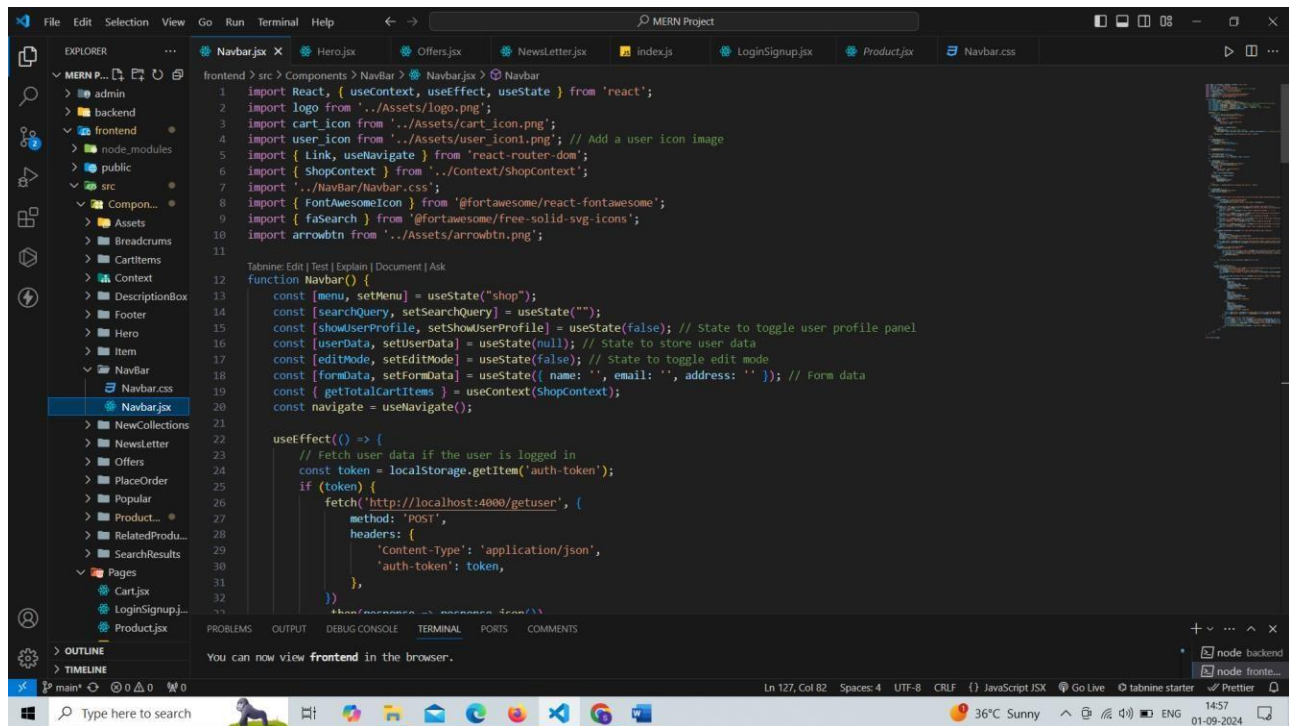 File Edit Selection View Go Run Terminal Help
MERN Project
EXPLORER
MERN P...
admin
backend
frontend
node_modules
public
src
Compon...
Assets
Breadcrums
CartItems
Context
DescriptionBox
Footer
Hero
Item
NavBar
Navbar.css
Navbar.jsx
NewCollections
NewsLetter
Offers
PlaceOrder
Popular
Product...
RelatedProdu...
SearchResults
Pages
Cart.jsx
LoginSignup.j...
Product.jsx
OUTLINE
TIMELINE
Navbar.jsx Hero.jsx Offers.jsx NewsLetter.jsx index.js LoginSignup.jsx Product.jsx Navbar.css
frontend > src > Components > NavBar > Navbar.jsx > Navbar
1 import React, { useContext, useEffect, useState } from 'react';
2 import logo from '../Assets/logo.png';
3 import cart_icon from '../Assets/cart_icon.png';
4 import user_icon from '../Assets/user_icon1.png'; // Add a user icon image
5 import { Link, useNavigate } from 'react-router-dom';
6 import { ShopContext } from '../Context/ShopContext';
7 import '../NavBar/Navbar.css';
8 import { FontAwesomeIcon } from '@fortawesome/react-fontawesome';
9 import { faSearch } from '@fortawesome/free-solid-svg-icons';
10 import arrowbtn from '../Assets/arrowbtn.png';
11
Tabnine: Edit | Test | Explain | Document | Ask
12 function Navbar() {
13 const [menu, setMenu] = useState("shop");
14 const [searchQuery, setSearchQuery] = useState("");
15 const [showUserProfile, setShowUserProfile] = useState(false); // State to toggle user profile panel
16 const [userData, setUserData] = useState(null); // State to store user data
17 const [editMode, setEditMode] = useState(false); // State to toggle edit mode
18 const [formData, setFormData] = useState({ name: '', email: '', address: '' }); // Form data
19 const { getTotalCartItems } = useContext(ShopContext);
20 const navigate = useNavigate();
21
22 useEffect(() => {
23 // Fetch user data if the user is logged in
24 const token = localStorage.getItem('auth-token');
25 if (token) {
26 fetch('http://localhost:4000/getuser', {
27 method: 'POST',
28 headers: {
29 'Content-Type': 'application/json',
30 'auth-token': token,
31 },
32 })
PROBLEMS OUTPUT DEBUG CONSOLE TERMINAL PORTS COMMENTS
You can now view frontend in the browser.
node backend
node fronte...
main* 0 0 0 Ln 127, Col 82 Spaces: 4 UTF-8 CRLF {} JavaScript JSX Go Live tabnine starter Prettier
Type here to search
36°C Sunny ENG
14:57
01-09-2024